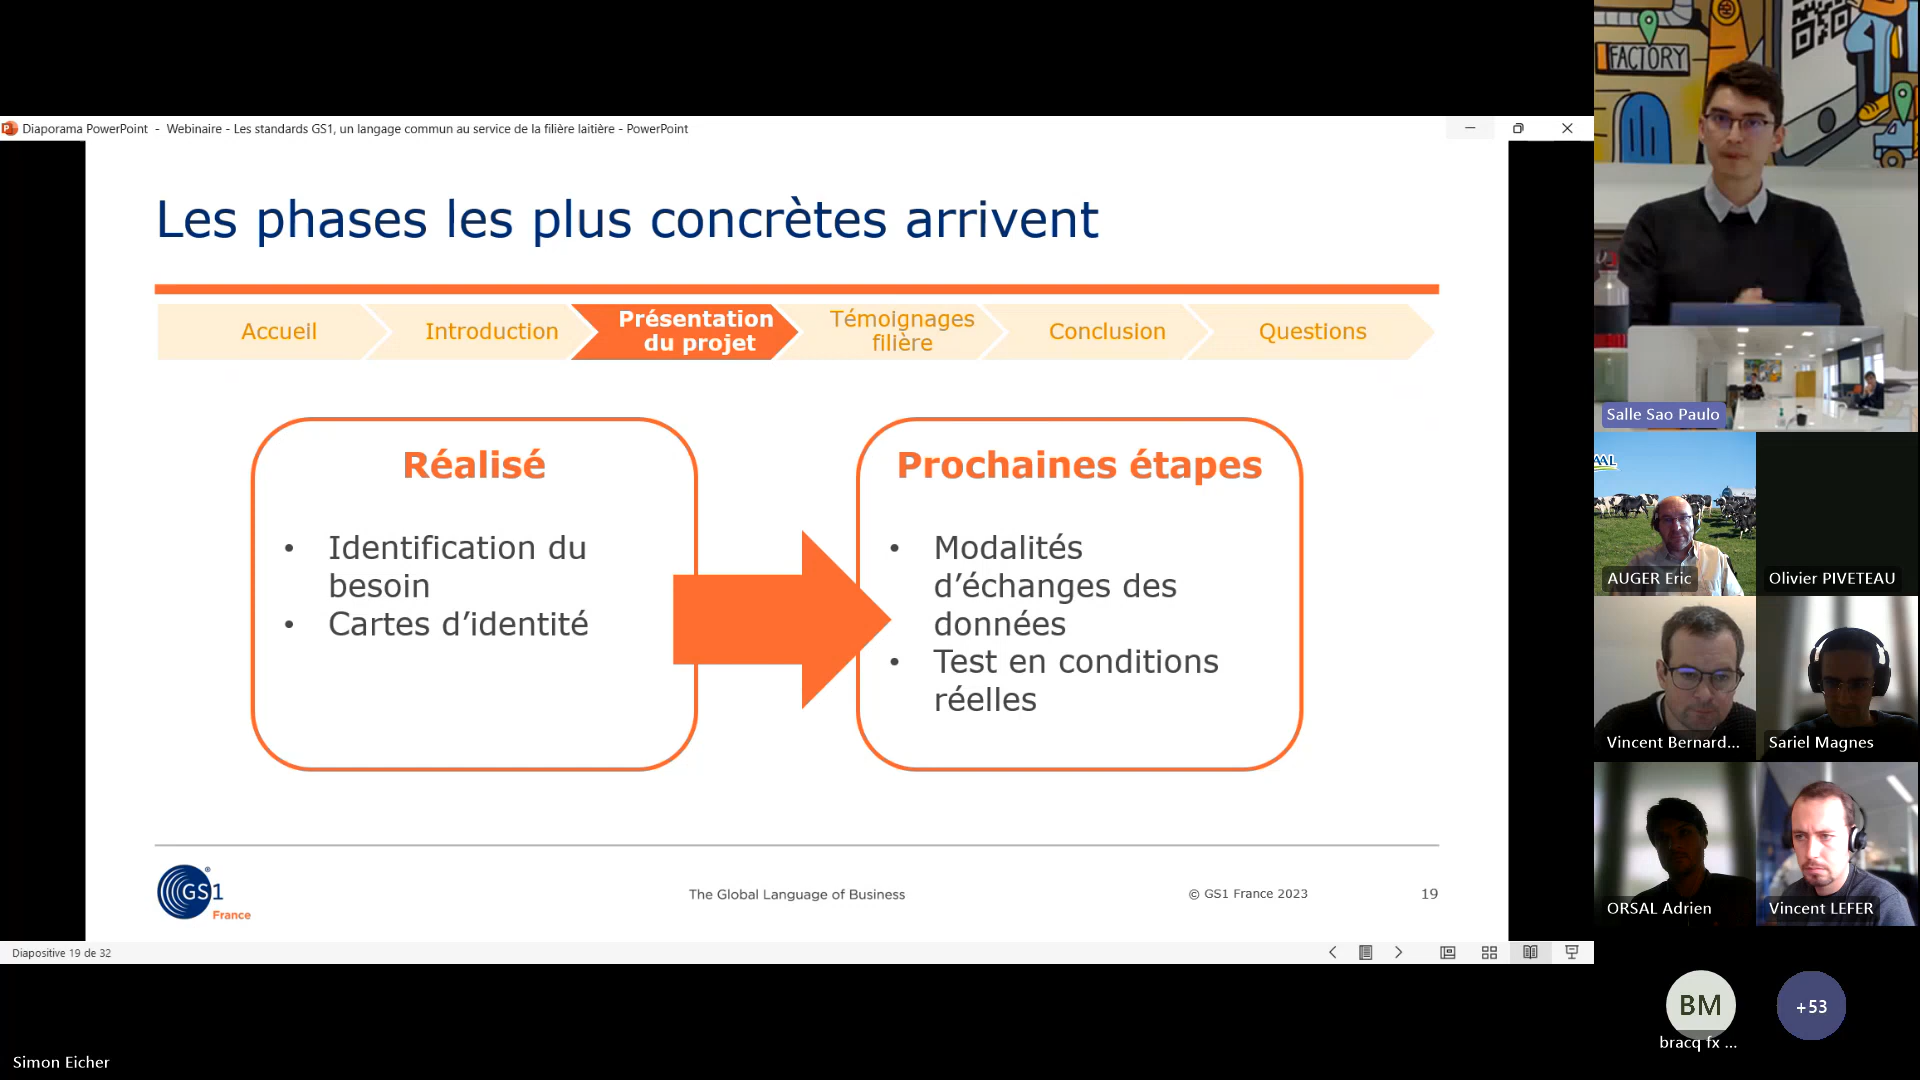 Diaporama PowerPoint - Webinaire - Les standards GS1, un langage commun au service de la filière laitière - PowerPoint
Les phases les plus concrètes arrivent
Accueil
Introduction
Présentation
du projet
Témoignages
filière
Conclusion
Questions
Réalisé
• Identification du
besoin
• Cartes d’identité
Prochaines étapes
• Modalités
d’échanges des
données
• Test en conditions
réelles
GS1
France
The Global Language of Business
© GS1 France 2023
19
Diapositive 19 de 32
Simon Eicher
FACTORY
Salle Sao Paulo
AUGER Eric
Olivier PIVETEAU
Vincent Bernard...
Sariel Magnes
ORSAL Adrien
Vincent LEFER
BM
bracq fx ...
+53